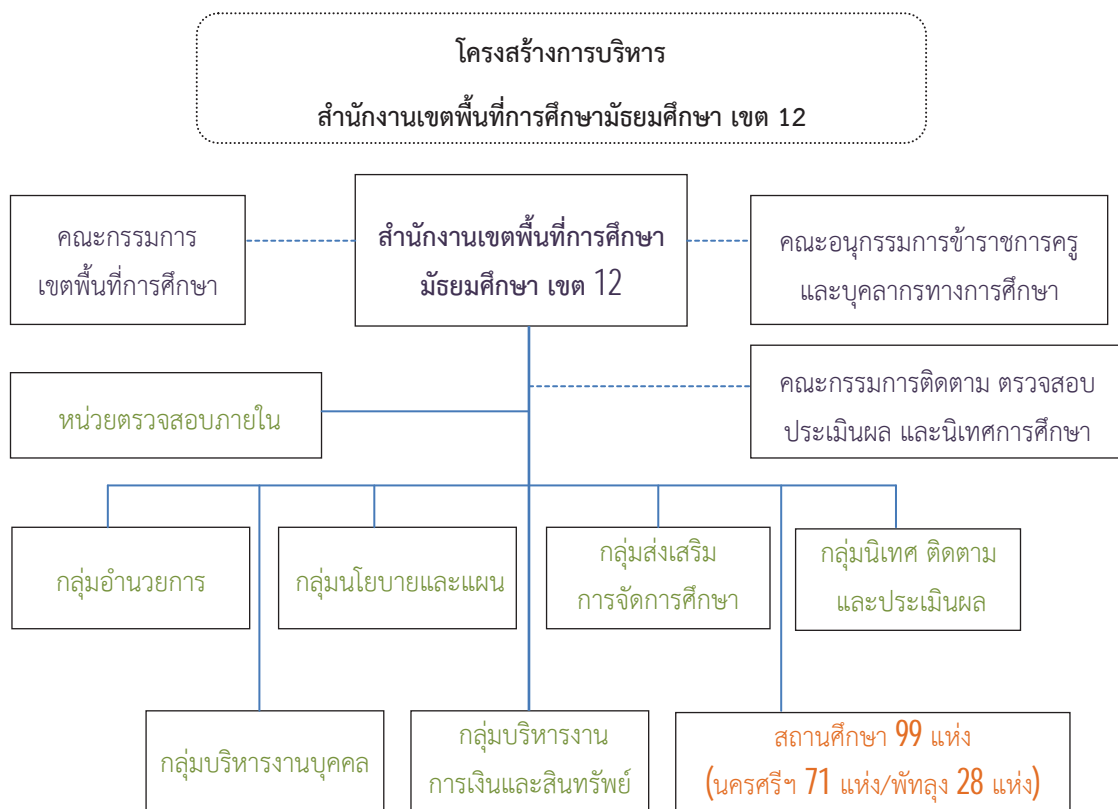 โครงสร้างการบริหาร
สำนักงานเขตพื้นที่การศึกษามัธยมศึกษา เขต 12
คณะกรรมการ
เขตพื้นที่การศึกษา
สำนักงานเขตพื้นที่การศึกษา
มัธยมศึกษา เขต 12
คณะอนุกรรมการข้าราชการครู
และบุคลากรทางการศึกษา
หน่วยตรวจสอบภายใน
คณะกรรมการติดตาม ตรวจสอบ
ประเมินผล และนิเทศการศึกษา
กลุ่มอำนวยการ
กลุ่มนโยบายและแผน
กลุ่มส่งเสริม
การจัดการศึกษา
กลุ่มนิเทศ ติดตาม
และประเมินผล
กลุ่มบริหารงานบุคคล
กลุ่มบริหารงาน
การเงินและสินทรัพย์
สถานศึกษา 99 แห่ง
(นครศรีฯ 71 แห่ง/พัทลุง 28 แห่ง)